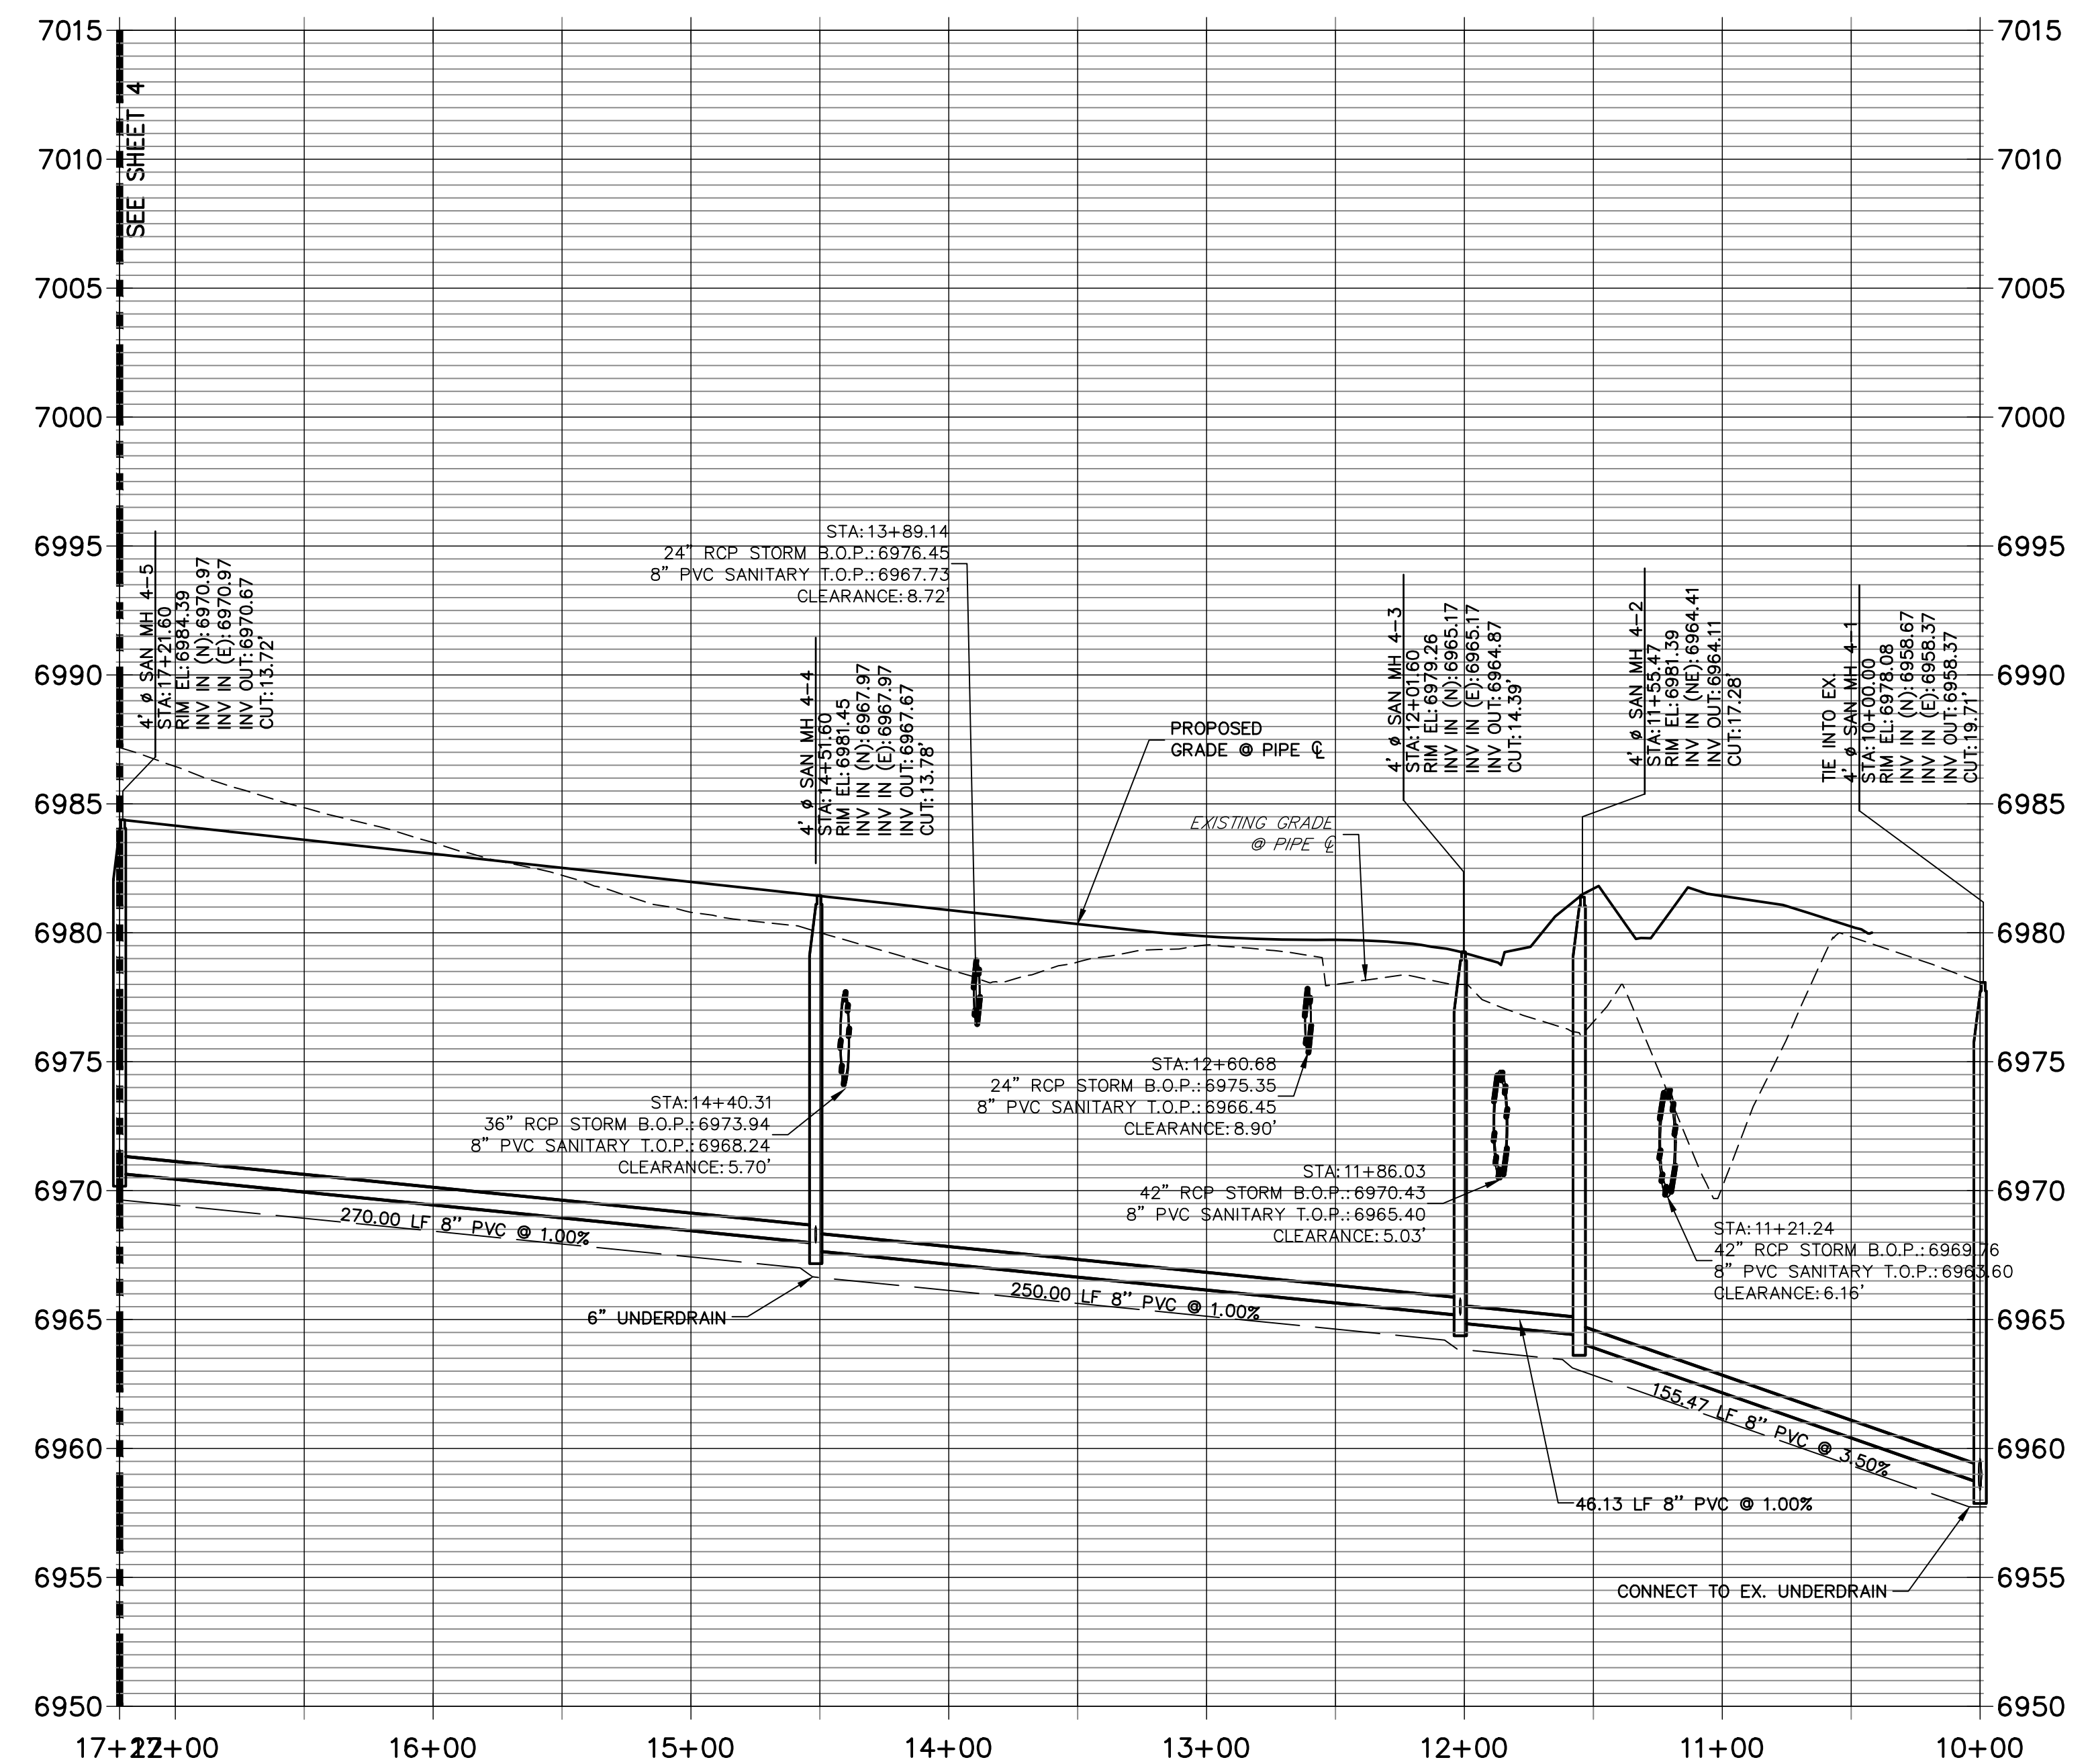 7015
7010
7005
7000
6995
6990
6985
6980
6975
6970
6965
6960
6955
6950
7015
7010
7005
7000
6995
6990
6985
6980
6975
6970
6965
6960
6955
6950
SEE SHEET 4
4' ø SAN MH 4-5
STA:17+21.60
RIM EL:6984.39
INV IN (N):6970.97
INV IN (E):6970.97
INV OUT:6970.67
CUT:13.72'
STA:13+89.14
24" RCP STORM B.O.P.:6976.45
8" PVC SANITARY T.O.P.:6967.73
CLEARANCE:8.72'
4' ø SAN MH 4-4
STA:14+51.60
RIM EL:6981.45
INV IN (N):6967.97
INV IN (E):6967.97
INV OUT:6967.67
CUT:13.78'
PROPOSED
GRADE @ PIPE ℄
EXISTING GRADE
@ PIPE ℄
4' ø SAN MH 4-3
STA:12+01.60
RIM EL:6979.26
INV IN (N):6965.17
INV IN (E):6965.17
INV OUT:6964.87
CUT:14.39'
4' ø SAN MH 4-2
STA:11+55.47
RIM EL:6981.39
INV IN (NE):6964.41
INV OUT:6964.11
CUT:17.28'
TIE INTO EX.
4' ø SAN MH 4-1
STA:10+00.00
RIM EL:6978.08
INV IN (N):6958.67
INV IN (E):6958.37
INV OUT:6958.37
CUT:19.71'
STA:14+40.31
36" RCP STORM B.O.P.:6973.94
8" PVC SANITARY T.O.P.:6968.24
CLEARANCE:5.70'
STA:12+60.68
24" RCP STORM B.O.P.:6975.35
8" PVC SANITARY T.O.P.:6966.45
CLEARANCE:8.90'
STA:11+86.03
42" RCP STORM B.O.P.:6970.43
8" PVC SANITARY T.O.P.:6965.40
CLEARANCE:5.03'
STA:11+21.24
42" RCP STORM B.O.P.:6969.76
8" PVC SANITARY T.O.P.:6963.60
CLEARANCE:6.16'
270.00 LF 8" PVC @ 1.00%
6" UNDERDRAIN
250.00 LF 8" PVC @ 1.00%
155.47 LF 8" PVC @ 3.50%
46.13 LF 8" PVC @ 1.00%
CONNECT TO EX. UNDERDRAIN
17+22
17+00
16+00
15+00
14+00
13+00
12+00
11+00
10+00